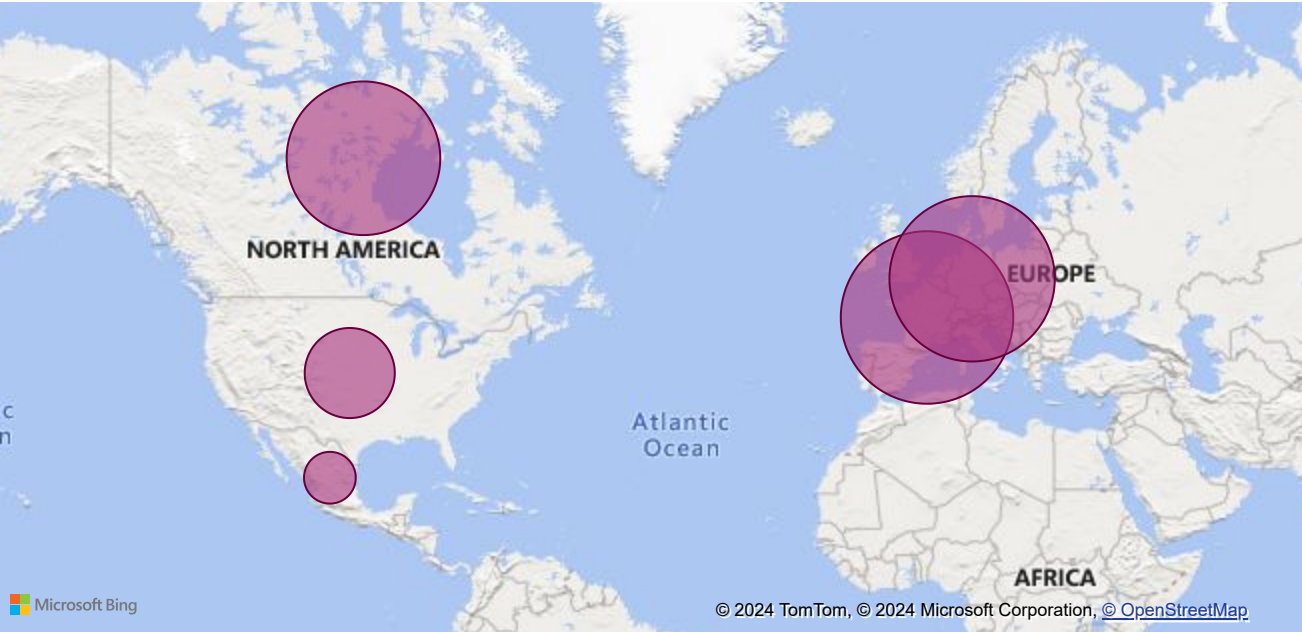 NORTH AMERICA
EUROPE
c
n
Atlantic
Ocean
AFRICA
Microsoft Bing
© 2024 TomTom, © 2024 Microsoft Corporation, © OpenStreetMap